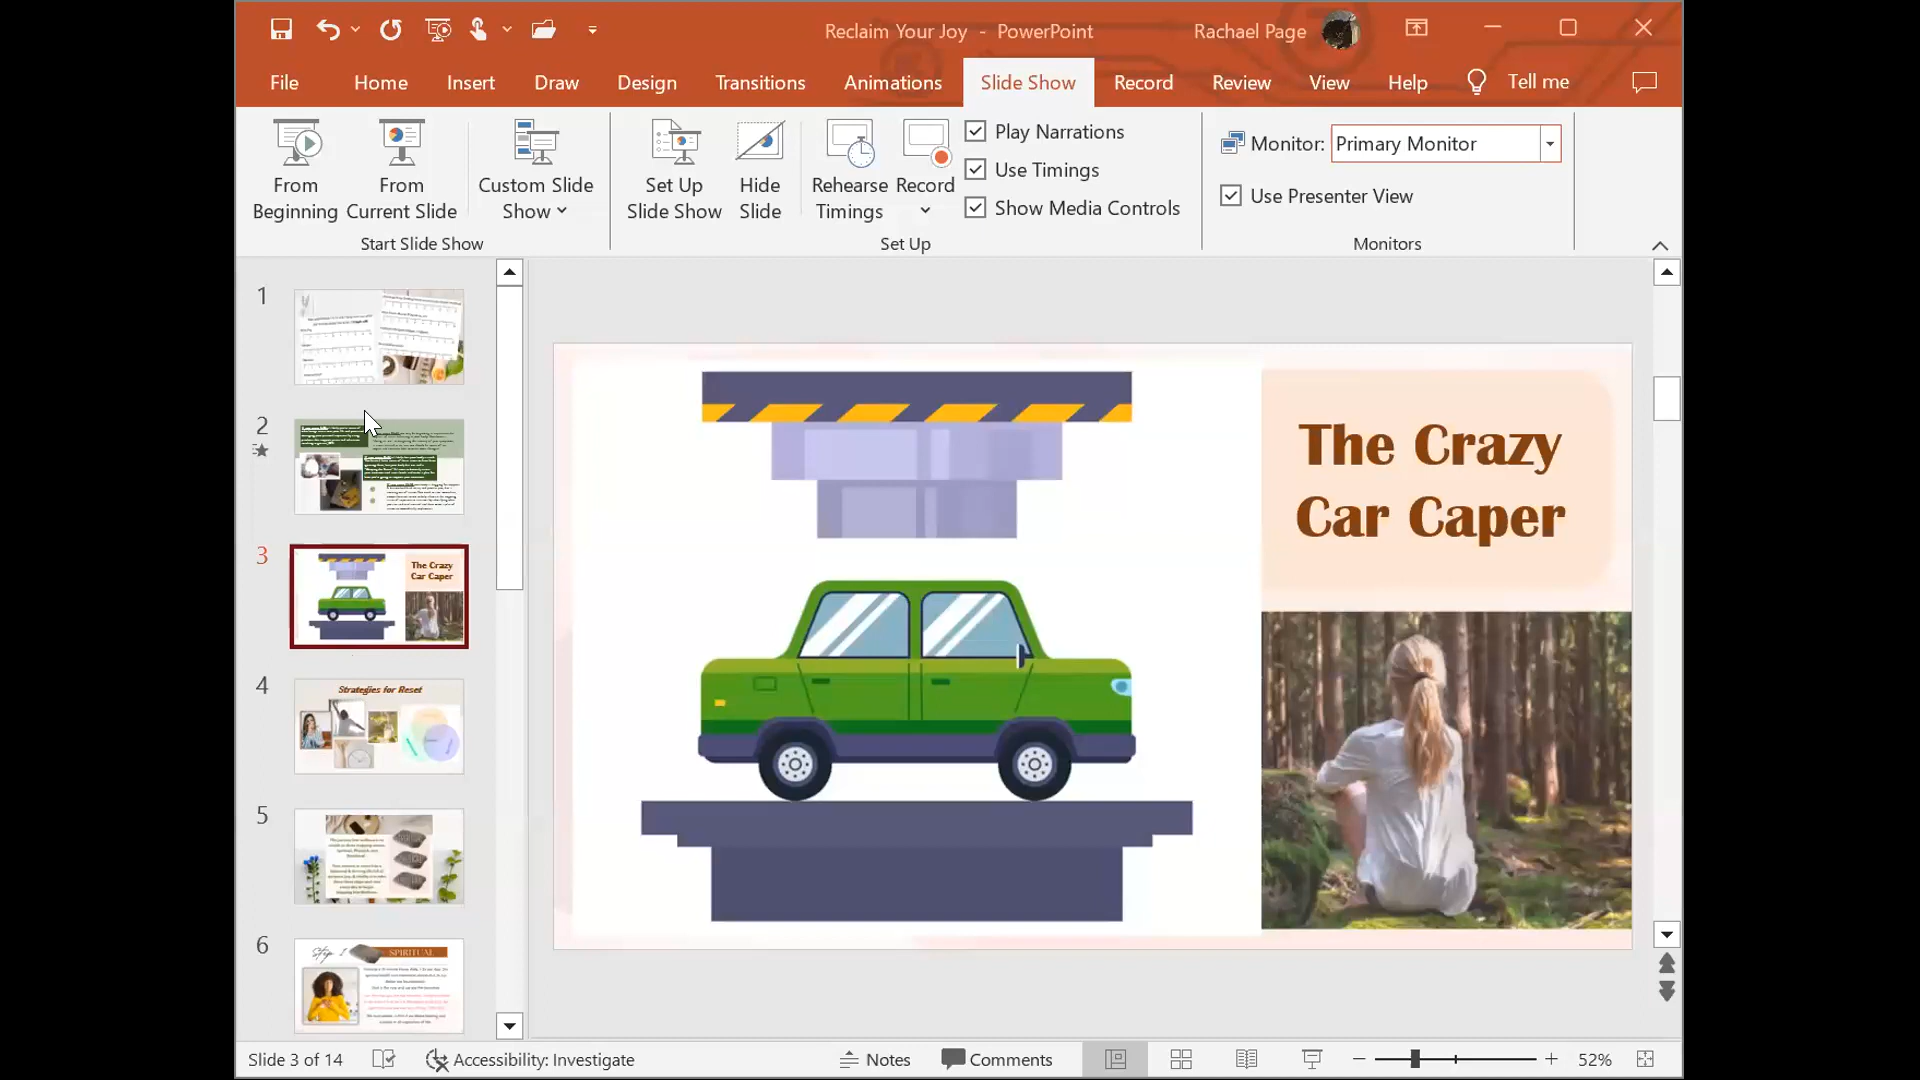 Reclaim Your Joy - PowerPoint
Rachael Page
File Home Insert Draw Design Transitions Animations Slide Show Record Review View Help Tell me
From Beginning
From Current Slide
Custom Slide Show
Set Up Slide Show
Hide Slide
Rehearse Timings
Record
Play Narrations
Use Timings
Show Media Controls
Monitor: Primary Monitor
Use Presenter View
Start Slide Show
Set Up
Monitors
1
2
3
The Crazy
Car Caper
4
Strategies for Reset
5
6
Step 1
SPIRITUAL
The Crazy
Car Caper
Slide 3 of 14
Accessibility: Investigate
Notes
Comments
52%